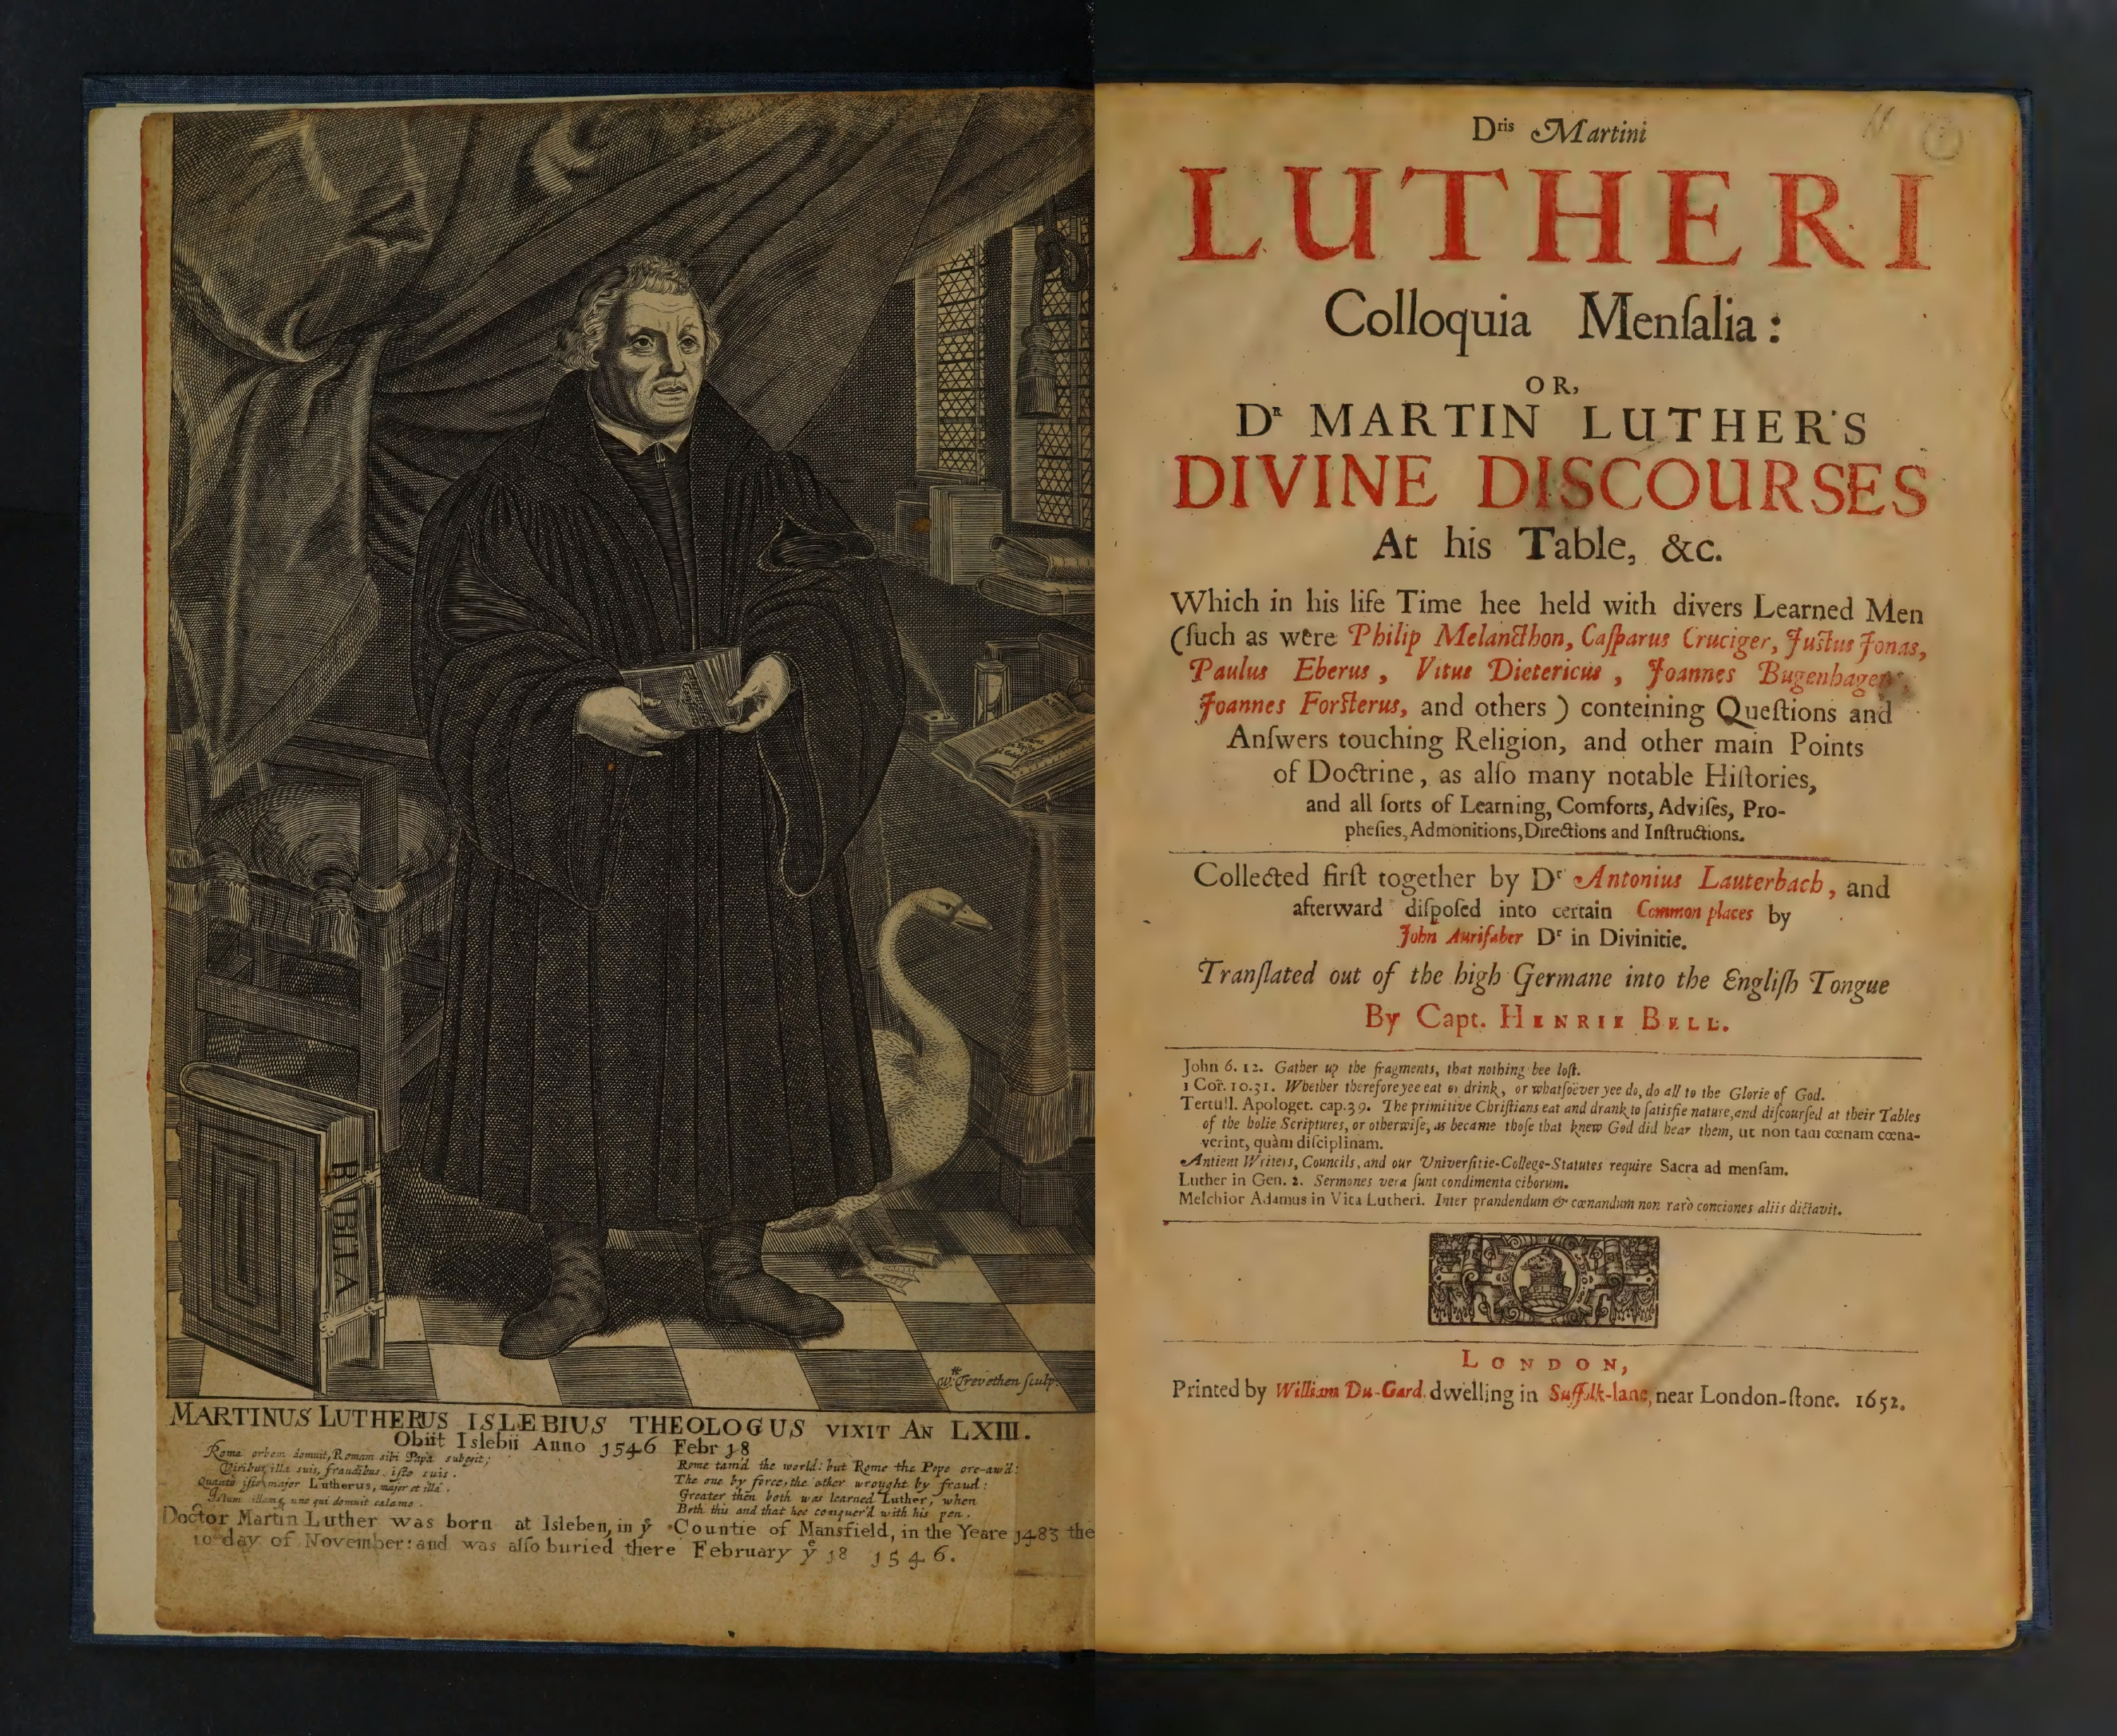 BIBLIA
W.ᵐ Trevethen ſculp:
MARTINUS LUTHERUS ISLEBIUS THEOLOGUS VIXIT AN LXIII.
Obiit Islebii Anno 1546 Febr 18
Roma orbem domuit, Romam sibi Papa subegit;
Viribus illa suis, fraudibus iſte suis.
Quanto iſto major Lutherus, major et illa.
Iſtum illamq uno qui domuit calamo.
Rome tam'd the world: but Rome the Pope ore-aw'd:
The one by force, the other wrought by fraud:
Greater then both was learned Luther, when
Both this and that hee conquer'd with his pen.
Doctor Martin Luther was born at Isleben, in yͤ Countie of Mansfield, in the Yeare 1483 the
10 day of November: and was alſo buried there February yͤ 18 1546.
Dʳⁱˢ Martini
LUTHERI
Colloquia Menſalia:
OR,
Dᴿ MARTIN LUTHER'S
DIVINE DISCOURSES
At his Table, &c.
Which in his life Time hee held with divers Learned Men
(ſuch as were Philip Melancthon, Caſparus Cruciger, Juſtus Jonas,
Paulus Eberus, Vitus Dietericus, Joannes Bugenhagen,
Joannes Forſterus, and others) conteining Queſtions and
Anſwers touching Religion, and other main Points
of Doctrine, as alſo many notable Hiſtories,
and all ſorts of Learning, Comforts, Adviſes, Pro-
pheſies, Admonitions, Directions and Inſtructions.
Collected firſt together by Dʳ Antonius Lauterbach, and
afterward diſpoſed into certain Common places by
John Aurifaber Dʳ in Divinitie.
Tranſlated out of the high Germane into the Engliſh Tongue
By Capt. HENRIE BELL.
John 6. 12. Gather up the fragments, that nothing bee loſt.
1 Cor. 10.31. Whether therefore yee eat or drink, or whatſoëver yee do, do all to the Glorie of God.
Tertull. Apologet. cap.39. The primitive Chriſtians eat and drank to ſatisfie nature, and diſcourſed at their Tables
of the holie Scriptures, or otherwiſe, as became thoſe that knew God did hear them, ut non tam cœnam cœna-
verint, quàm diſciplinam.
Antient Writers, Councils, and our Univerſitie-College-Statutes require Sacra ad menſam.
Luther in Gen. 2. Sermones vera ſunt condimenta ciborum.
Melchior Adamus in Vita Lutheri. Inter prandendum & cœnandum non rarò conciones aliis dictavit.
LONDON,
Printed by William Du-Gard, dwelling in Suffolk-lane, near London-ſtone. 1652.